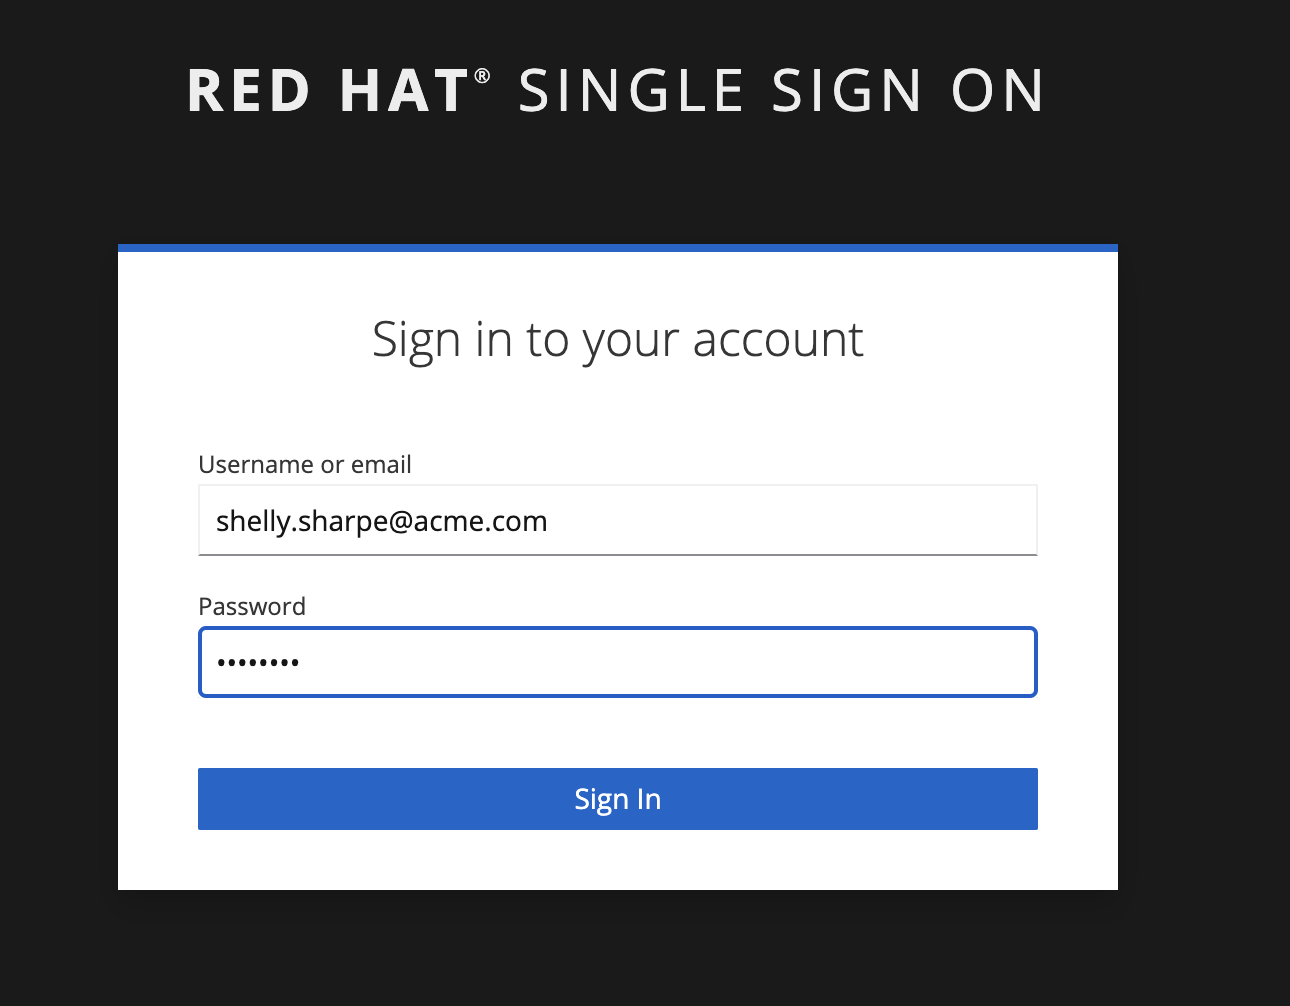 RED HAT® SINGLE SIGN ON
Sign in to your account
Username or email
shelly.sharpe@acme.com
Password
••••••••
Sign In